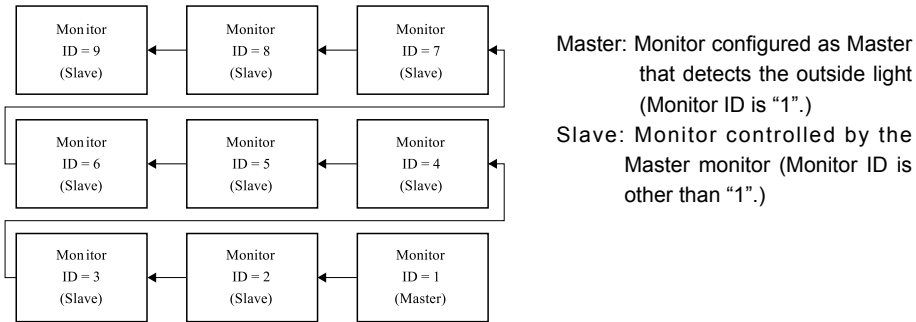 Monitor
ID = 9
(Slave)
Monitor
ID = 8
(Slave)
Monitor
ID = 7
(Slave)
Monitor
ID = 6
(Slave)
Monitor
ID = 5
(Slave)
Monitor
ID = 4
(Slave)
Monitor
ID = 3
(Slave)
Monitor
ID = 2
(Slave)
Monitor
ID = 1
(Master)
Master: Monitor configured as Master
that detects the outside light
(Monitor ID is “1”.)
Slave: Monitor controlled by the
Master monitor (Monitor ID is
other than “1”.)